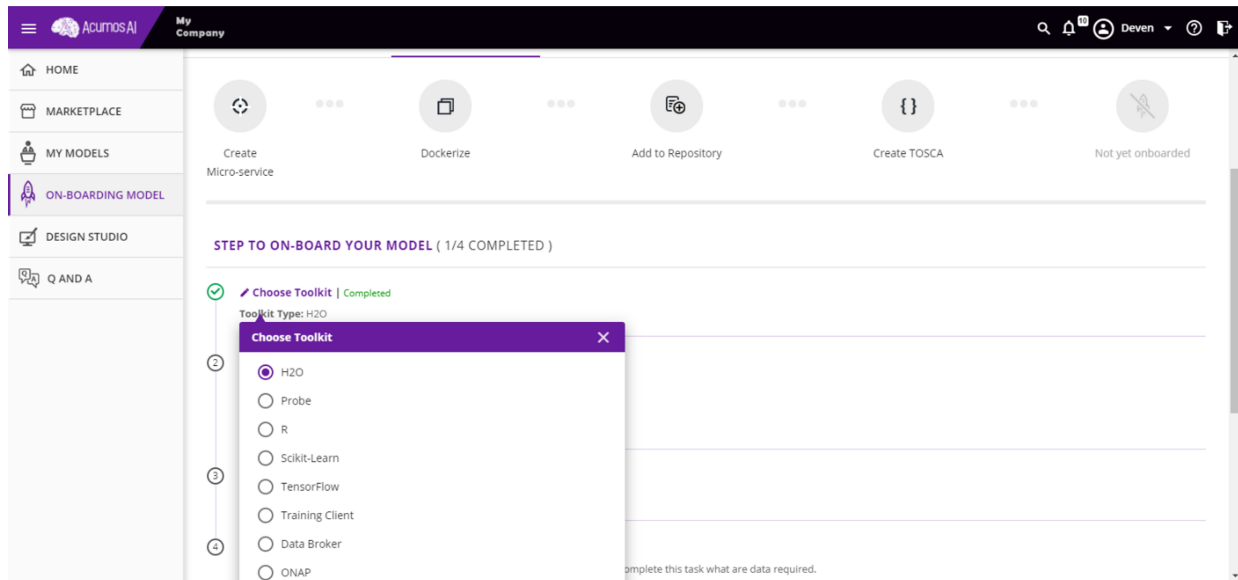 Acumos AI
My
Company
10
Deven
HOME
MARKETPLACE
MY MODELS
ON-BOARDING MODEL
DESIGN STUDIO
Q AND A
Create
Micro-service
Dockerize
Add to Repository
Create TOSCA
Not yet onboarded
STEP TO ON-BOARD YOUR MODEL ( 1/4 COMPLETED )
Choose Toolkit | Completed
Toolkit Type: H2O
Choose Toolkit
2
H2O
Probe
R
Scikit-Learn
3
TensorFlow
Training Client
4
Data Broker
ONAP
omplete this task what are data required.